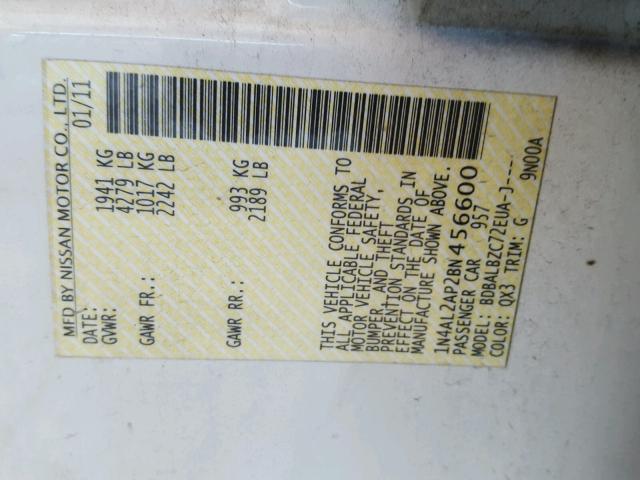 MFD BY NISSAN MOTOR CO., LTD.
DATE: 01/11
GVWR: 1941 KG
4279 LB
GAWR FR.: 1017 KG
2242 LB
GAWR RR.: 993 KG
2189 LB
THIS VEHICLE CONFORMS TO
ALL APPLICABLE FEDERAL
MOTOR VEHICLE SAFETY,
BUMPER, AND THEFT
PREVENTION STANDARDS IN
EFFECT ON THE DATE OF
MANUFACTURE SHOWN ABOVE.
1N4AL2AP2BN456600
PASSENGER CAR 957
MODEL: BDBALBZC72EUA-J----
COLOR: QX3 TRIM: G 9N00A